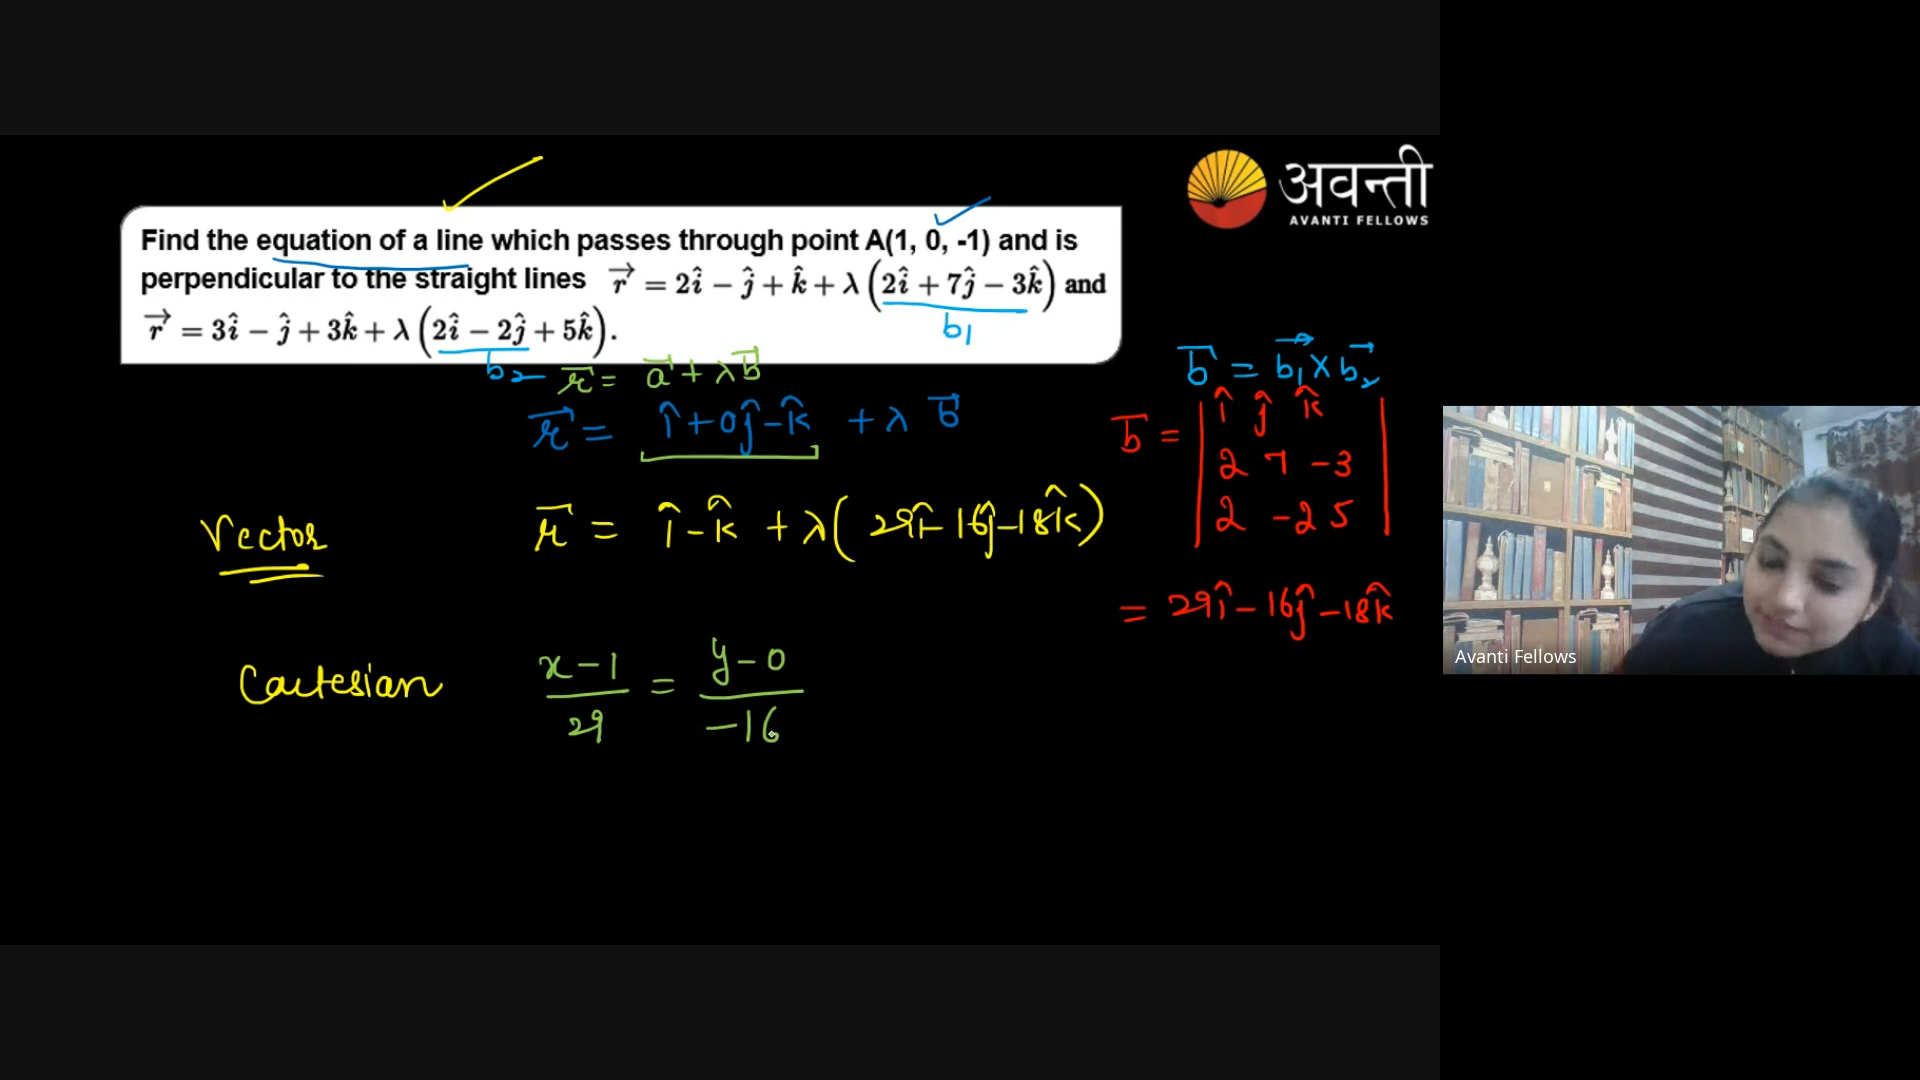 अवन्ती
AVANTI FELLOWS
Find the equation of a line which passes through point A(1, 0, -1) and is
perpendicular to the straight lines r⃗ = 2î − ĵ + k̂ + λ (2î + 7ĵ − 3k̂) and
r⃗ = 3î − ĵ + 3k̂ + λ (2î − 2ĵ + 5k̂).
b₁
b₂
r⃗ = a⃗ + λb⃗
r⃗ = î + 0ĵ − k̂ + λ b⃗
b⃗ = b₁⃗ × b₂⃗
b⃗ = | î ĵ k̂
2 7 −3
2 −2 5 |
= 29î − 16ĵ − 18k̂
Vector r⃗ = î − k̂ + λ( 29î − 16ĵ − 18k̂ )
Cartesian x − 1 / 29 = y − 0 / −16
Avanti Fellows